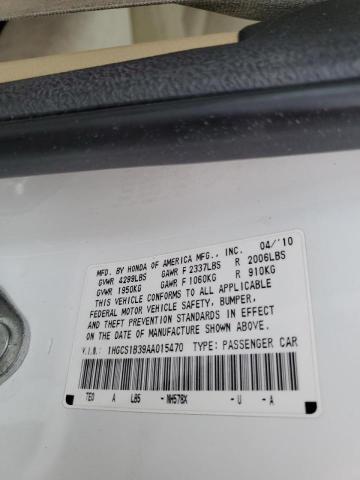 MFD. BY HONDA OF AMERICA MFG., INC. 04/'10
GVWR 4299LBS GAWR F 2337LBS R 2006LBS
GVWR 1950KG GAWR F 1060KG R 910KG
THIS VEHICLE CONFORMS TO ALL APPLICABLE
FEDERAL MOTOR VEHICLE SAFETY, BUMPER,
AND THEFT PREVENTION STANDARDS IN EFFECT
ON THE DATE OF MANUFACTURE SHOWN ABOVE.
V.I.N.: 1HGCS1B39AA015470 TYPE: PASSENGER CAR
TE0 A L85 -NH578X -U -A